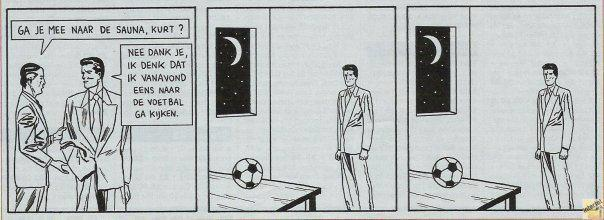 GA JE MEE NAAR DE SAUNA, KURT ?
NEE DANK JE,
IK DENK DAT
IK VANAVOND
EENS NAAR
DE VOETBAL
GA KIJKEN.